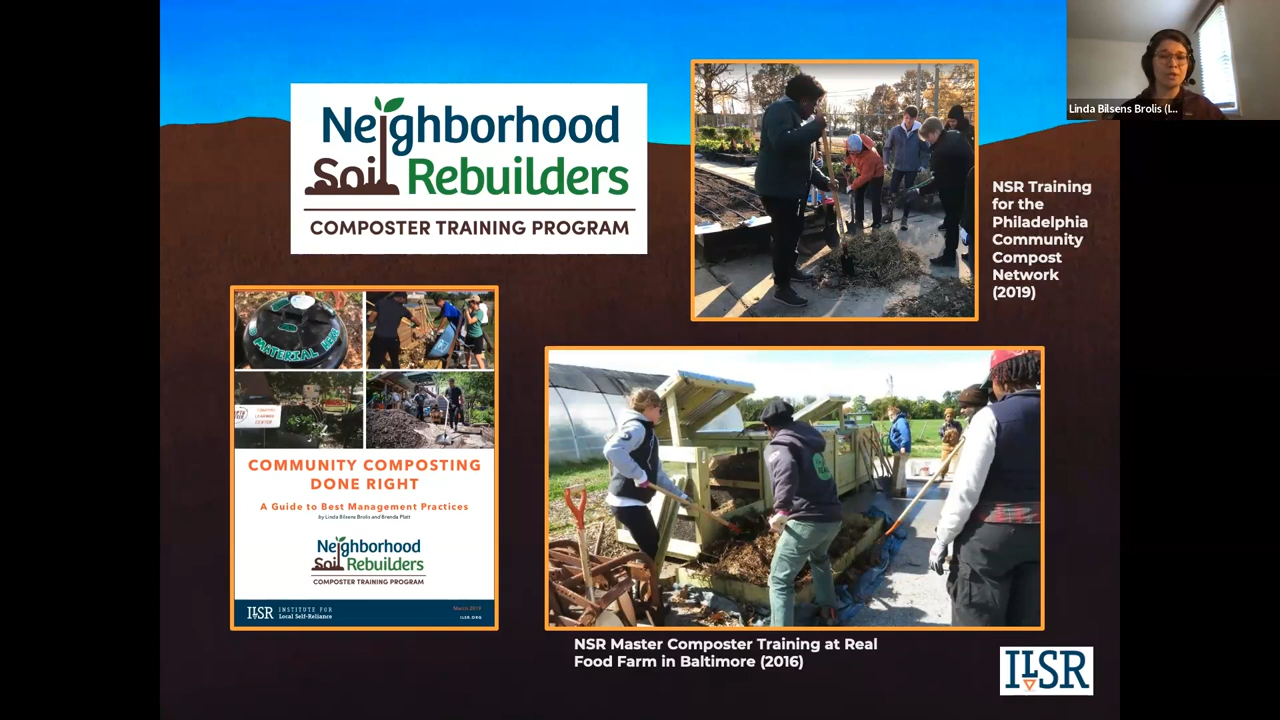 Linda Bilsens Brolis (I...
Neighborhood
Soil Rebuilders
COMPOSTER TRAINING PROGRAM
NSR Training
for the
Philadelphia
Community
Compost
Network
(2019)
MATERIAL HERE
COMMUNITY COMPOSTING
DONE RIGHT
A Guide to Best Management Practices
by Linda Bilsens Brolis and Brenda Platt
Neighborhood
Soil Rebuilders
COMPOSTER TRAINING PROGRAM
ILSR INSTITUTE FOR
Local Self-Reliance
March 2019
ILSR.ORG
NSR Master Composter Training at Real
Food Farm in Baltimore (2016)
ILSR